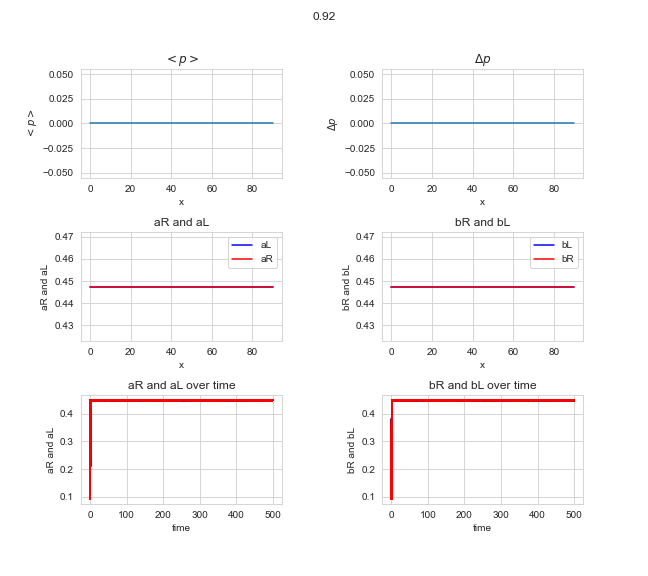 0.92
< p >
Δp
0.050
0.025
0.000
−0.025
−0.050
< p >
0 20 40 60 80
x
0.050
0.025
0.000
−0.025
−0.050
Δp
0 20 40 60 80
x
aR and aL
bR and bL
0.47
0.46
0.45
0.44
0.43
aR and aL
aL
aR
0 20 40 60 80
x
0.47
0.46
0.45
0.44
0.43
bR and bL
bL
bR
0 20 40 60 80
x
aR and aL over time
bR and bL over time
0.4
0.3
0.2
0.1
aR and aL
0 100 200 300 400 500
time
0.4
0.3
0.2
0.1
bR and bL
0 100 200 300 400 500
time